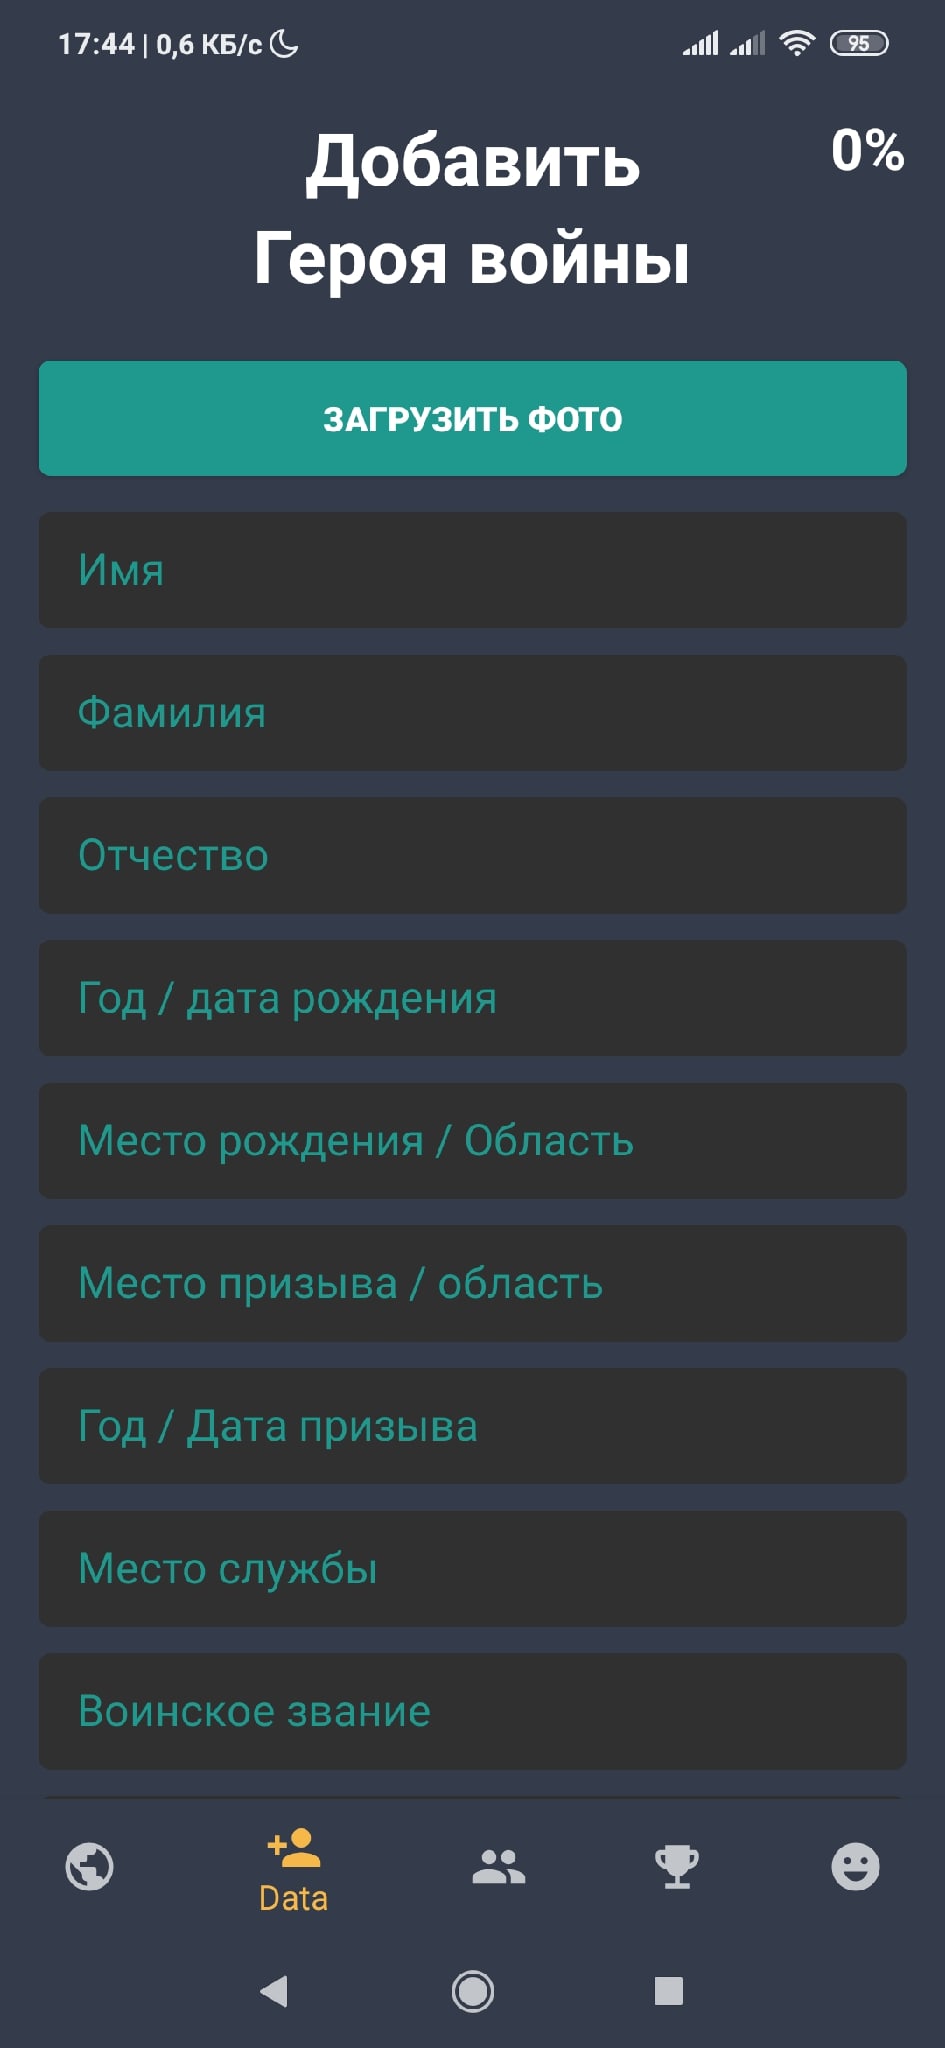 17:44 | 0,6 КБ/с
95
Добавить
0%
Героя войны
ЗАГРУЗИТЬ ФОТО
Имя
Фамилия
Отчество
Год / дата рождения
Место рождения / Область
Место призыва / область
Год / Дата призыва
Место службы
Воинское звание
Data